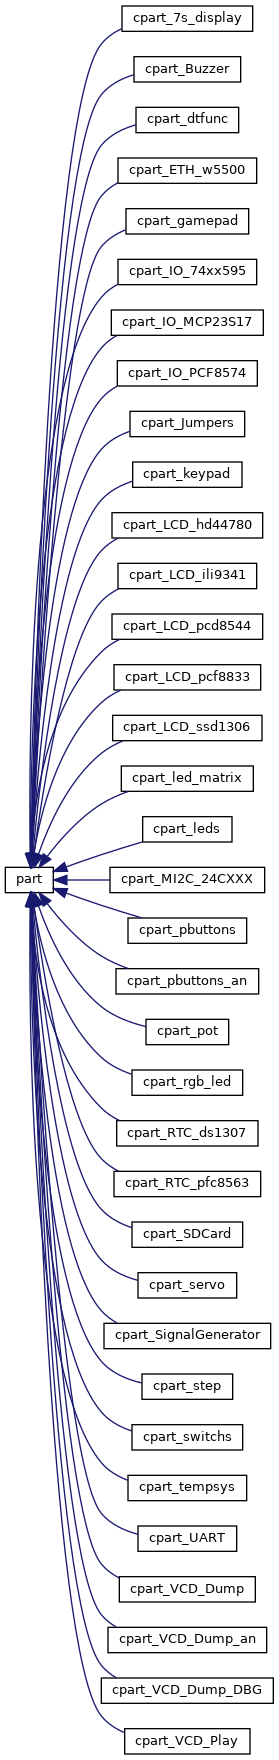 cpart_7s_display
cpart_Buzzer
cpart_dtfunc
cpart_ETH_w5500
cpart_gamepad
cpart_IO_74xx595
cpart_IO_MCP23S17
cpart_IO_PCF8574
cpart_Jumpers
cpart_keypad
cpart_LCD_hd44780
cpart_LCD_ili9341
cpart_LCD_pcd8544
cpart_LCD_pcf8833
cpart_LCD_ssd1306
cpart_led_matrix
cpart_leds
part
cpart_MI2C_24CXXX
cpart_pbuttons
cpart_pbuttons_an
cpart_pot
cpart_rgb_led
cpart_RTC_ds1307
cpart_RTC_pfc8563
cpart_SDCard
cpart_servo
cpart_SignalGenerator
cpart_step
cpart_switchs
cpart_tempsys
cpart_UART
cpart_VCD_Dump
cpart_VCD_Dump_an
cpart_VCD_Dump_DBG
cpart_VCD_Play